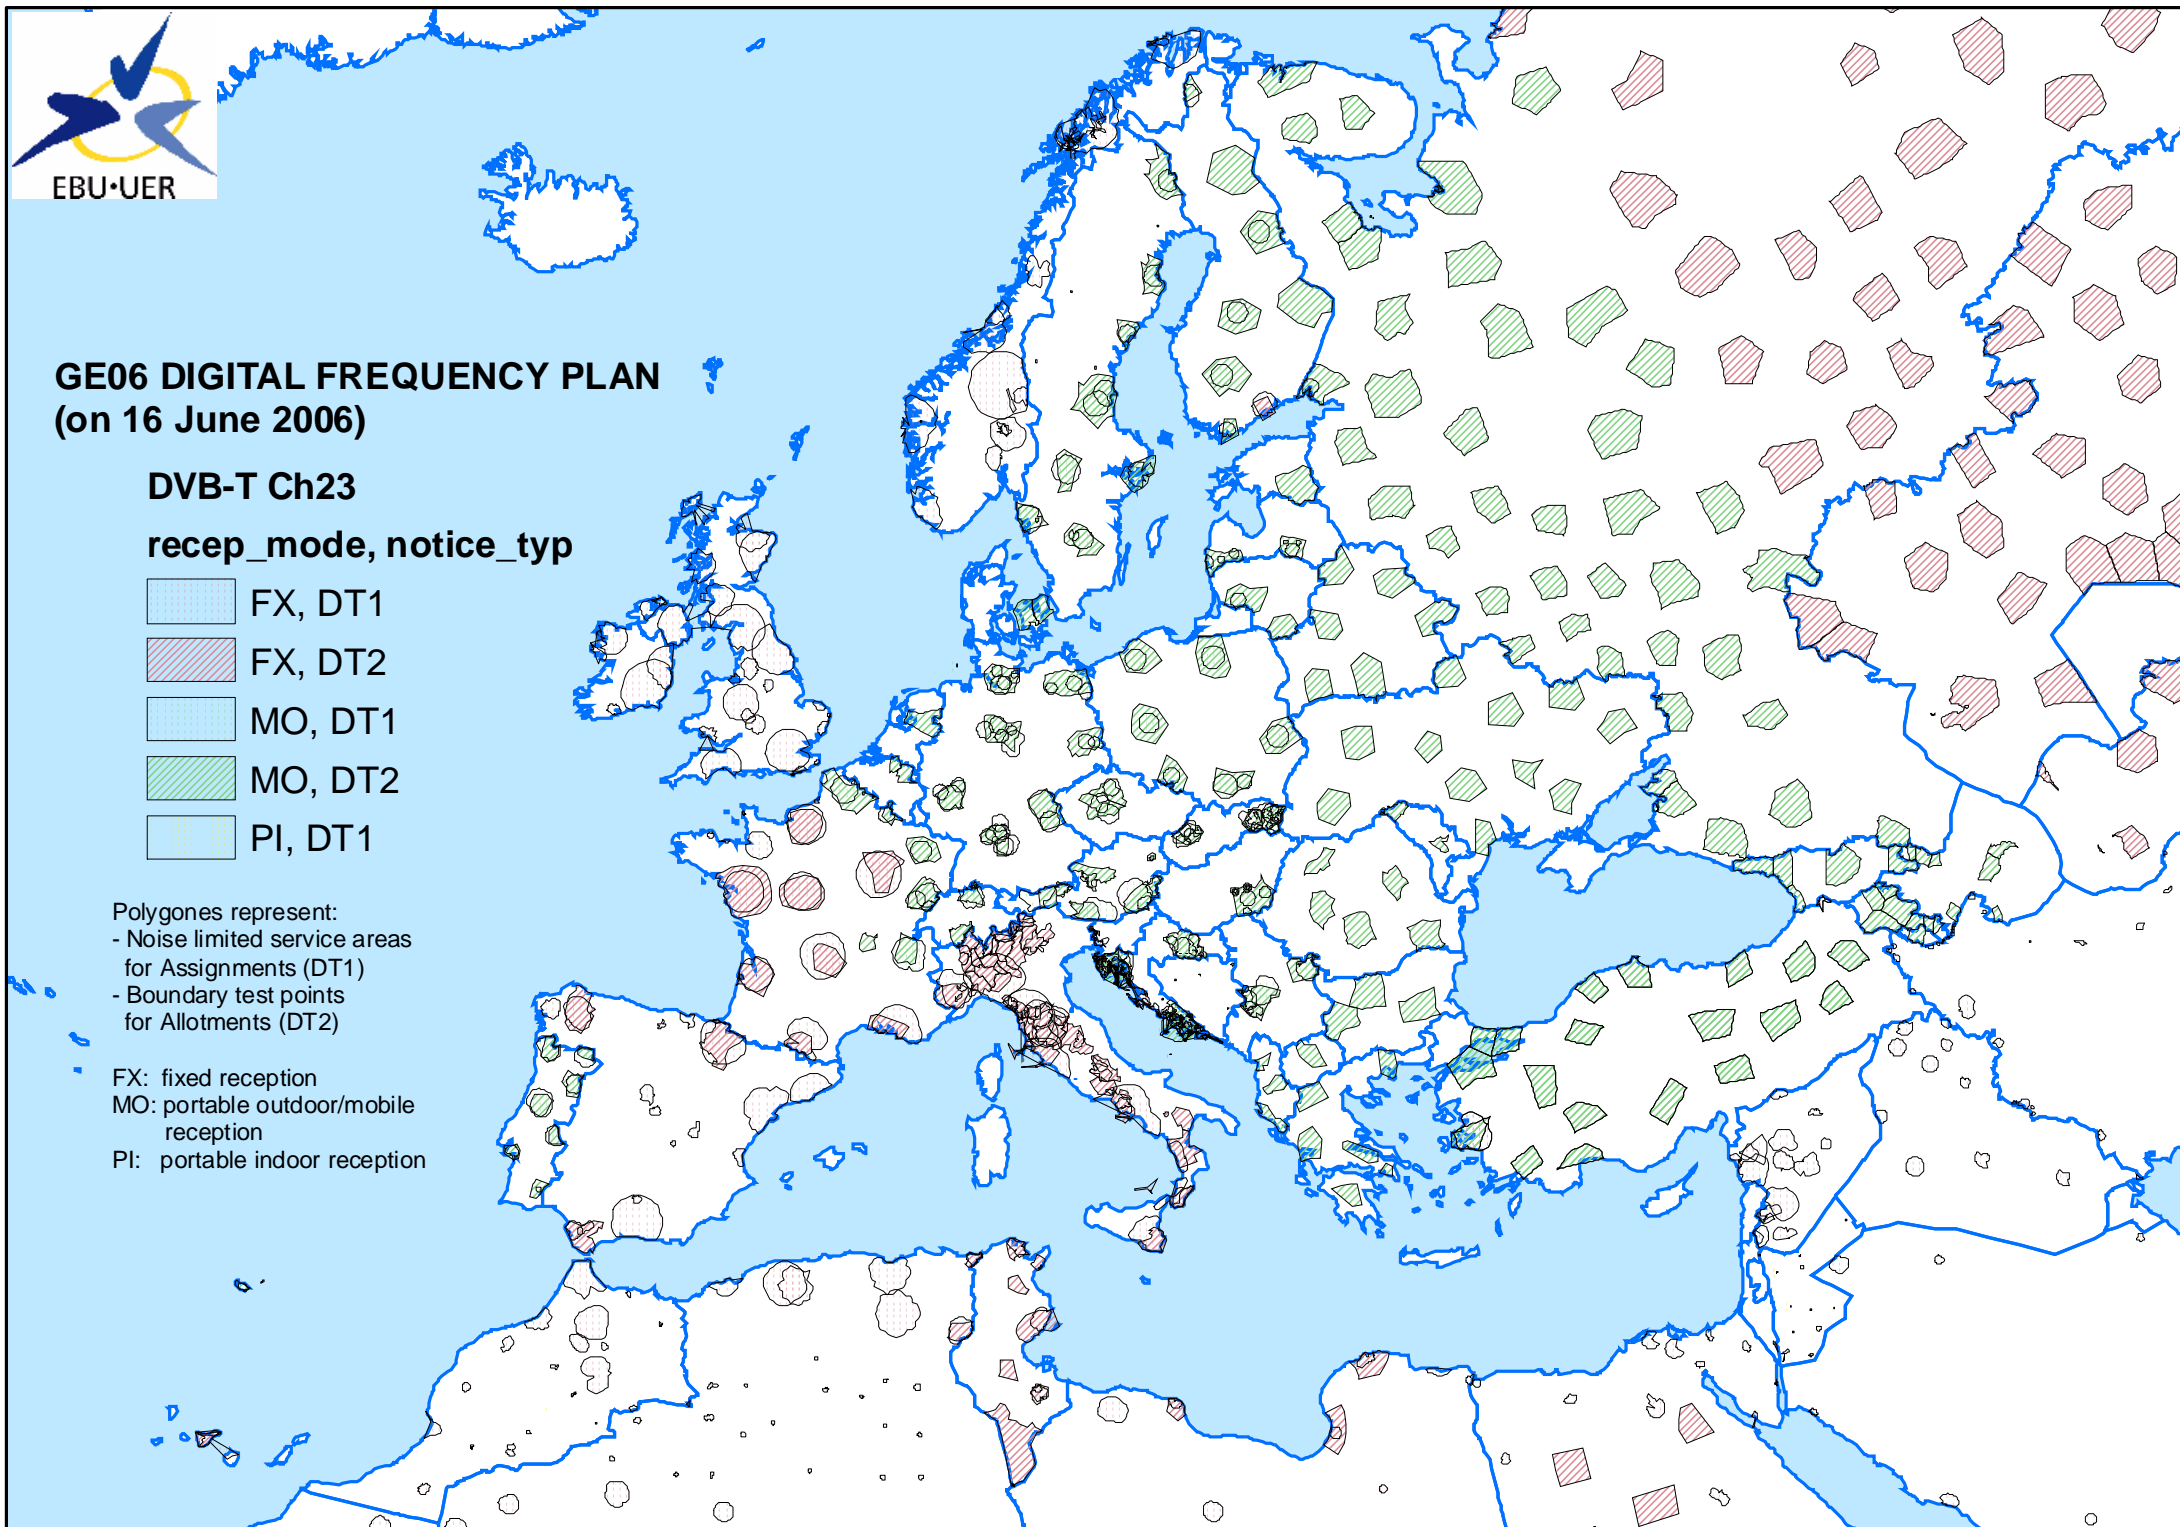 EBU·UER
GE06 DIGITAL FREQUENCY PLAN
(on 16 June 2006)
DVB-T Ch23
recep_mode, notice_typ
FX, DT1
FX, DT2
MO, DT1
MO, DT2
PI, DT1
Polygones represent:
- Noise limited service areas
for Assignments (DT1)
- Boundary test points
for Allotments (DT2)
FX: fixed reception
MO: portable outdoor/mobile
reception
PI: portable indoor reception